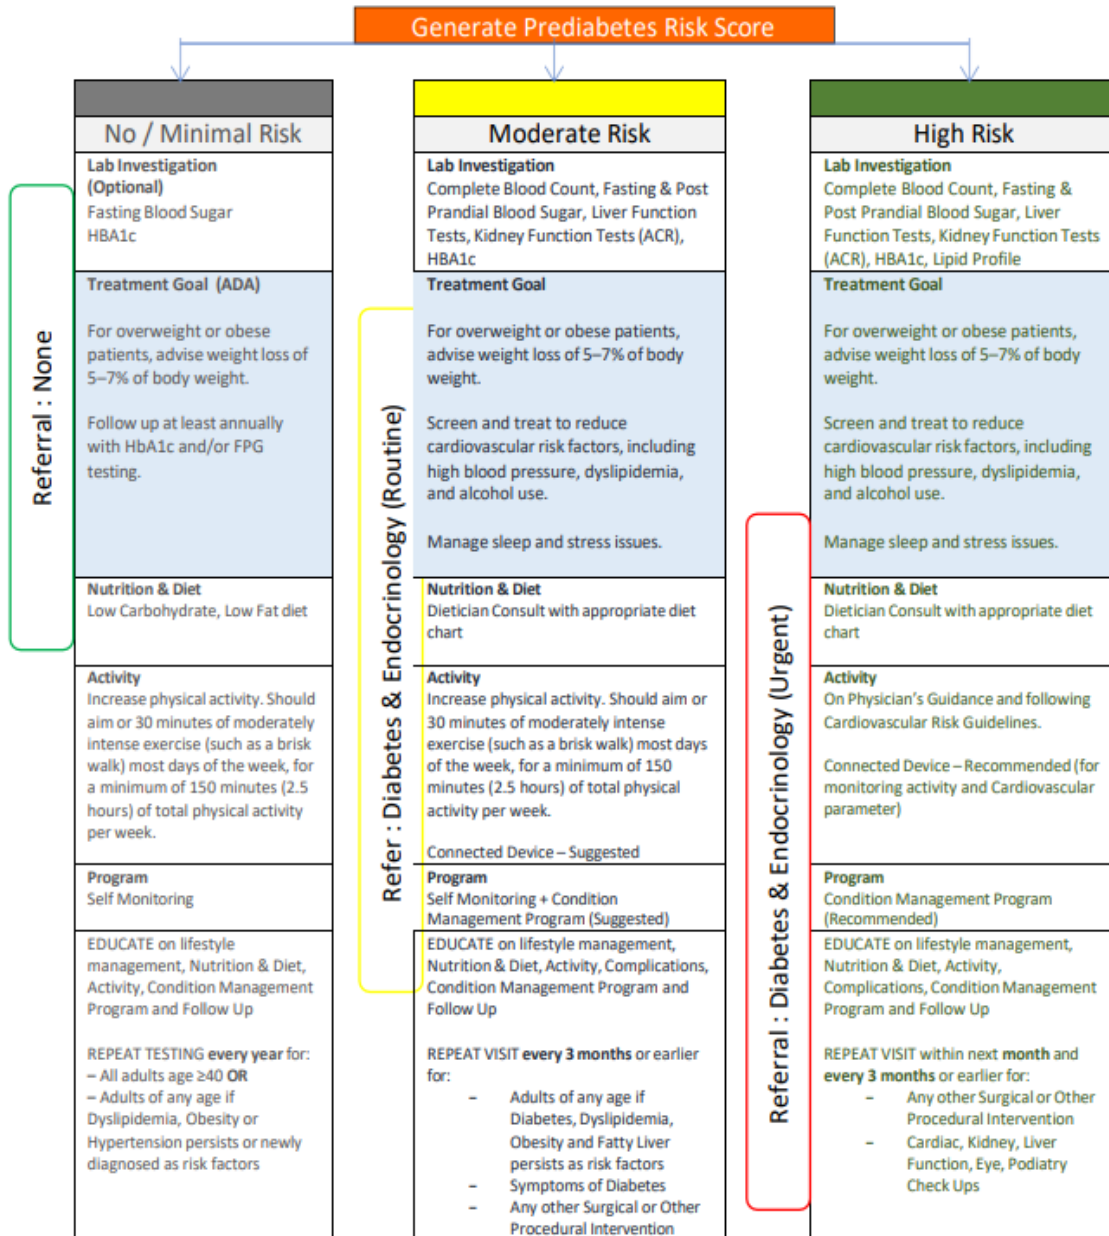 Generate Prediabetes Risk Score
No / Minimal Risk
Lab Investigation
(Optional)
Fasting Blood Sugar
HBA1c
Treatment Goal (ADA)
For overweight or obese
patients, advise weight loss of
5–7% of body weight.
Follow up at least annually
with HbA1c and/or FPG
testing.
Nutrition & Diet
Low Carbohydrate, Low Fat diet
Activity
Increase physical activity. Should
aim or 30 minutes of moderately
intense exercise (such as a brisk
walk) most days of the week, for
a minimum of 150 minutes (2.5
hours) of total physical activity
per week.
Program
Self Monitoring
EDUCATE on lifestyle
management, Nutrition & Diet,
Activity, Condition Management
Program and Follow Up
REPEAT TESTING every year for:
– All adults age ≥40 OR
– Adults of any age if
Dyslipidemia, Obesity or
Hypertension persists or newly
diagnosed as risk factors
Referral : None
Moderate Risk
Lab Investigation
Complete Blood Count, Fasting & Post
Prandial Blood Sugar, Liver Function
Tests, Kidney Function Tests (ACR),
HBA1c
Treatment Goal
For overweight or obese patients,
advise weight loss of 5–7% of body
weight.
Screen and treat to reduce
cardiovascular risk factors, including
high blood pressure, dyslipidemia,
and alcohol use.
Manage sleep and stress issues.
Nutrition & Diet
Dietician Consult with appropriate diet
chart
Activity
Increase physical activity. Should aim or
30 minutes of moderately intense
exercise (such as a brisk walk) most days
of the week, for a minimum of 150
minutes (2.5 hours) of total physical
activity per week.
Connected Device – Suggested
Program
Self Monitoring + Condition
Management Program (Suggested)
EDUCATE on lifestyle management,
Nutrition & Diet, Activity, Complications,
Condition Management Program and
Follow Up
REPEAT VISIT every 3 months or earlier
for:
– Adults of any age if
Diabetes, Dyslipidemia,
Obesity and Fatty Liver
persists as risk factors
– Symptoms of Diabetes
– Any other Surgical or Other
Procedural Intervention
Refer : Diabetes & Endocrinology (Routine)
High Risk
Lab Investigation
Complete Blood Count, Fasting &
Post Prandial Blood Sugar, Liver
Function Tests, Kidney Function Tests
(ACR), HBA1c, Lipid Profile
Treatment Goal
For overweight or obese patients,
advise weight loss of 5–7% of body
weight.
Screen and treat to reduce
cardiovascular risk factors, including
high blood pressure, dyslipidemia,
and alcohol use.
Manage sleep and stress issues.
Nutrition & Diet
Dietician Consult with appropriate diet
chart
Activity
On Physician’s Guidance and following
Cardiovascular Risk Guidelines.
Connected Device – Recommended (for
monitoring activity and Cardiovascular
parameter)
Program
Condition Management Program
(Recommended)
EDUCATE on lifestyle management,
Nutrition & Diet, Activity,
Complications, Condition Management
Program and Follow Up
REPEAT VISIT within next month and
every 3 months or earlier for:
– Any other Surgical or Other
Procedural Intervention
– Cardiac, Kidney, Liver
Function, Eye, Podiatry
Check Ups
Referral : Diabetes & Endocrinology (Urgent)